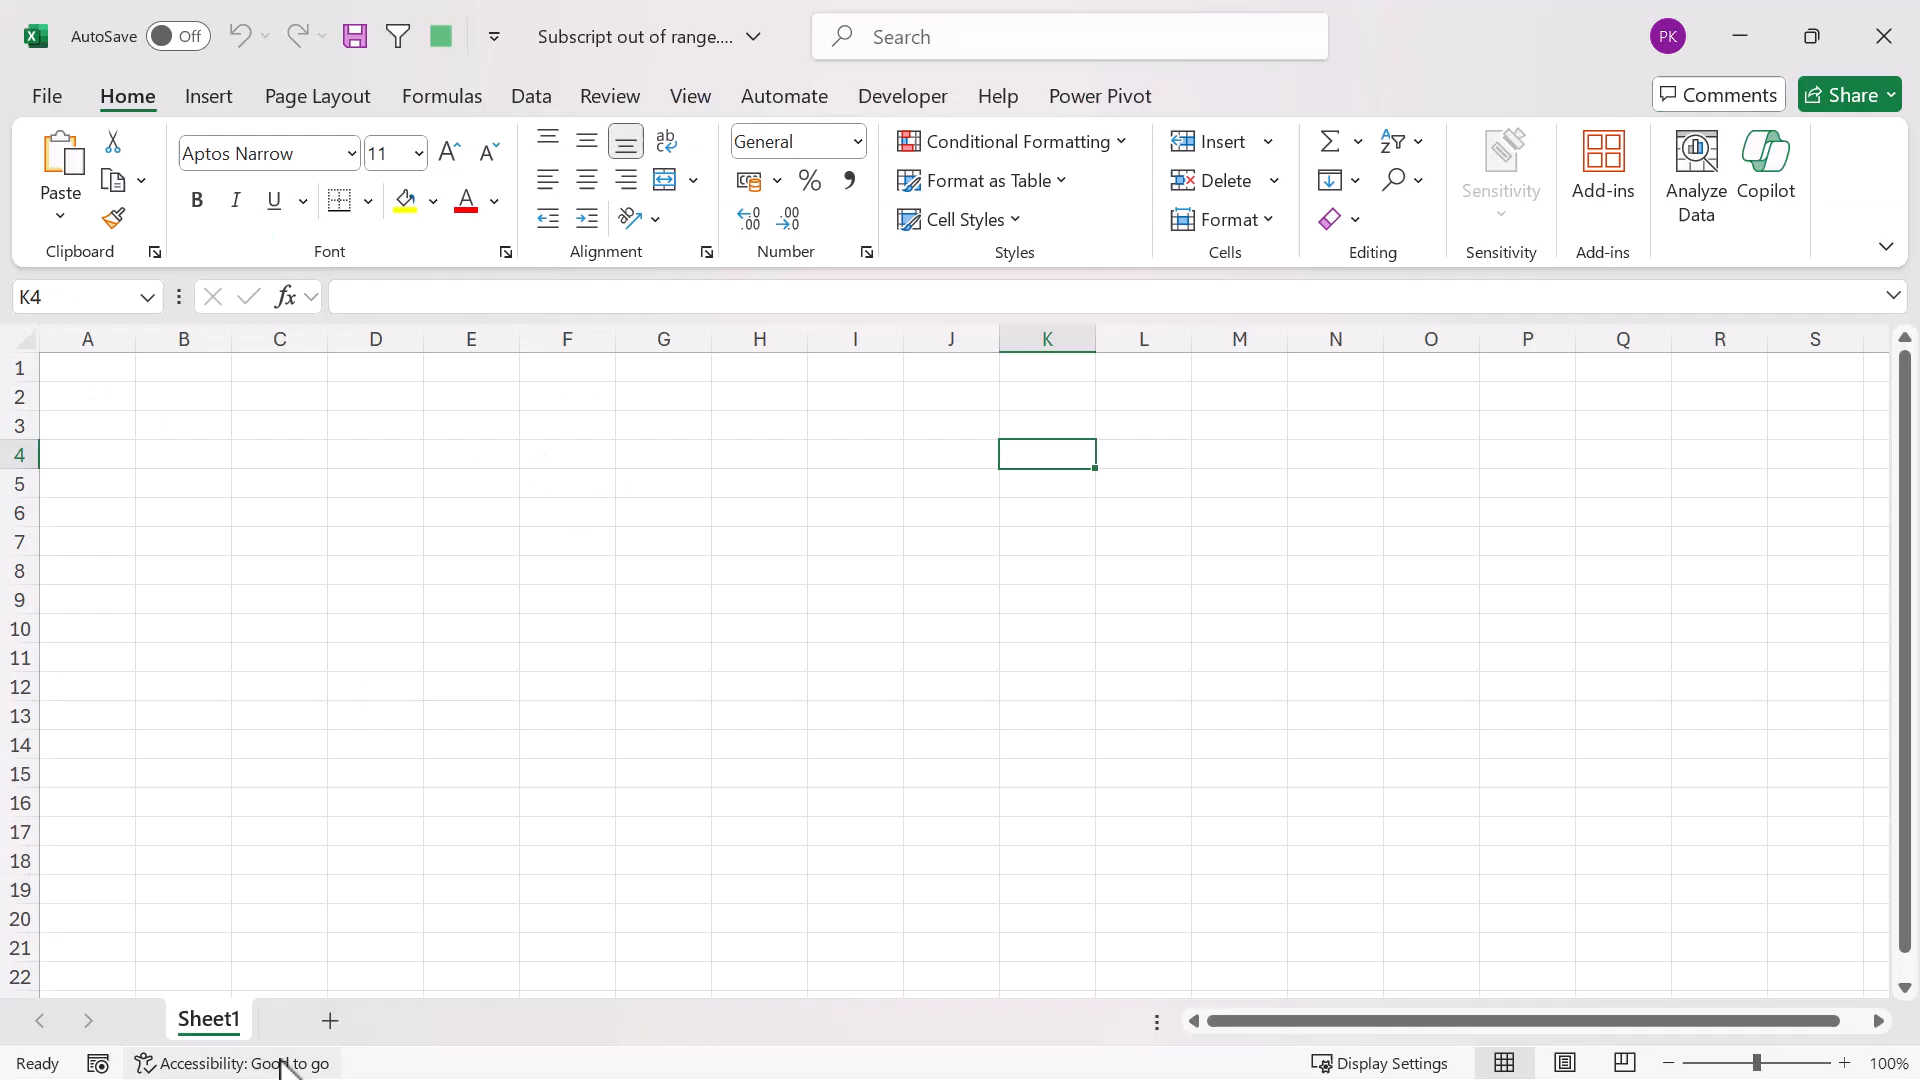 AutoSave Off Subscript out of range.... Search PK
File Home Insert Page Layout Formulas Data Review View Automate Developer Help Power Pivot Comments Share
Paste
Clipboard
Aptos Narrow 11
B I U
Font
ab
Alignment
General
Number
Conditional Formatting
Format as Table
Cell Styles
Styles
Insert
Delete
Format
Cells
Editing
Sensitivity
Sensitivity
Add-ins
Add-ins
Analyze
Data
Copilot
K4 fx
A B C D E F G H I J K L M N O P Q R S
1
2
3
4
5
6
7
8
9
10
11
12
13
14
15
16
17
18
19
20
21
22
Sheet1
Ready Accessibility: Good to go Display Settings 100%